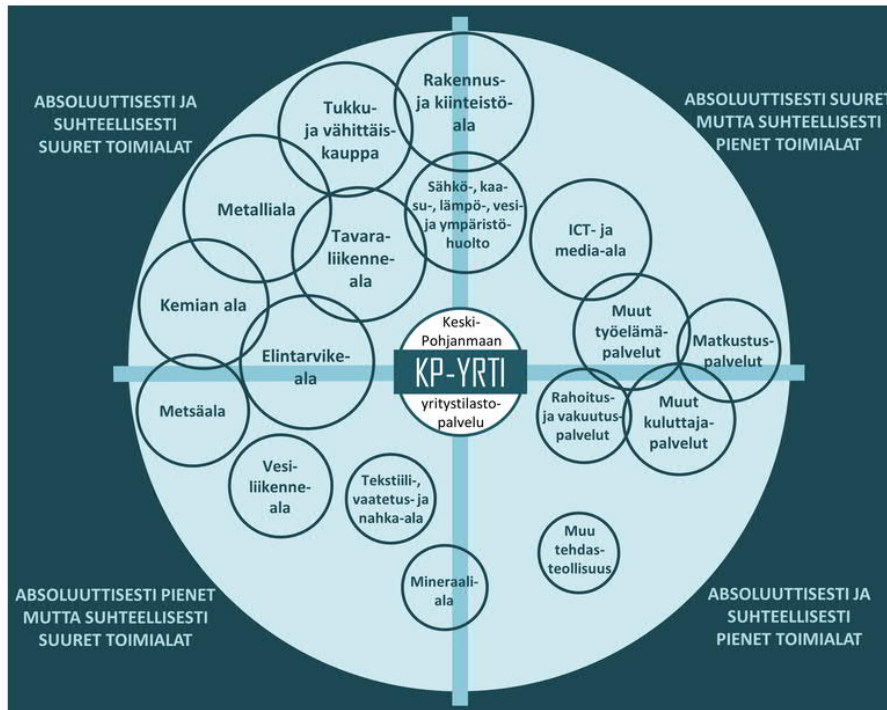 ABSOLUUTTISESTI JA
SUHTEELLISESTI
SUURET TOIMIALAT
ABSOLUUTTISESTI SUURET
MUTTA SUHTEELLISESTI
PIENET TOIMIALAT
Rakennus-
ja kiinteistö-
ala
Tukku-
ja vähittäis-
kauppa
Sähkö-, kaa-
su-, lämpö-, vesi-
ja ympäristö-
huolto
Metalliala
Tavara-
liikenne-
ala
ICT- ja
media-ala
Kemian ala
Elintarvike-
ala
Muut
työelämä-
palvelut
Matkustus-
palvelut
Keski-
Pohjanmaan
KP-YRTI
yritystilasto-
palvelu
Metsäala
Rahoitus-
ja vakuutus-
palvelut
Muut
kuluttaja-
palvelut
Vesi-
liikenne-
ala
Tekstiili-,
vaatetus- ja
nahka-ala
Muu
tehdas-
teollisuus
Mineraali-
ala
ABSOLUUTTISESTI PIENET
MUTTA SUHTEELLISESTI
SUURET TOIMIALAT
ABSOLUUTTISESTI JA
SUHTEELLISESTI
PIENET TOIMIALAT